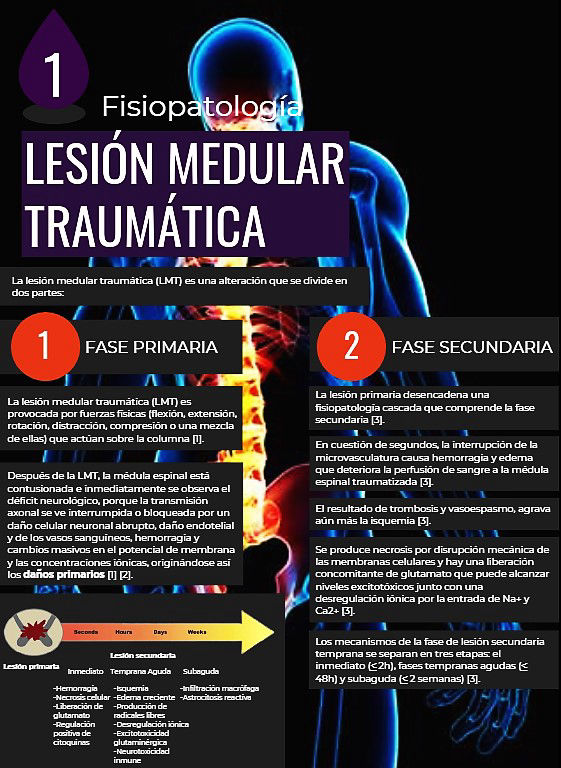 1
Fisiopatología
LESIÓN MEDULAR
TRAUMÁTICA
La lesión medular traumática (LMT) es una alteración que se divide en
dos partes:
1
FASE PRIMARIA
La lesión medular traumática (LMT) es
provocada por fuerzas físicas (flexión, extensión,
rotación, distracción, compresión o una mezcla
de ellas) que actúan sobre la columna [1].
Después de la LMT, la médula espinal está
contusionada e inmediatamente se observa el
déficit neurológico, porque la transmisión
axonal se ve interrumpida o bloqueada por un
daño celular neuronal abrupto, daño endotelial
y de los vasos sanguíneos, hemorragia y
cambios masivos en el potencial de membrana
y las concentraciones iónicas, originándose así
los daños primarios [1] [2].
2
FASE SECUNDARIA
La lesión primaria desencadena una
fisiopatología cascada que comprende la fase
secundaria [3].
En cuestión de segundos, la interrupción de la
microvasculatura causa hemorragia y edema
que deteriora la perfusión de sangre a la médula
espinal traumatizada [3].
El resultado de trombosis y vasoespasmo, agrava
aún más la isquemia [3].
Se produce necrosis por disrupción mecánica de
las membranas celulares y hay una liberación
concomitante de glutamato que puede alcanzar
niveles excitotóxicos junto con una
desregulación iónica por la entrada de Na+ y
Ca2+ [3].
Los mecanismos de la fase de lesión secundaria
temprana se separan en tres etapas: el
inmediato (≤2h), fases tempranas agudas (≤
48h) y subaguda (≤ 2 semanas) [3].
Seconds Hours Days Weeks
Lesión primaria
Lesión secundaria
Inmediato Temprana Aguda Subaguda
-Hemorragia
-Necrosis celular
-Liberación de
glutamato
-Regulación
positiva de
citoquinas
-Isquemia
-Edema creciente
-Producción de
radicales libres
-Desregulación iónica
-Excitotoxicidad
glutaminérgica
-Neurotoxicidad
inmune
-Infiltración macrófaga
-Astrocitosis reactiva